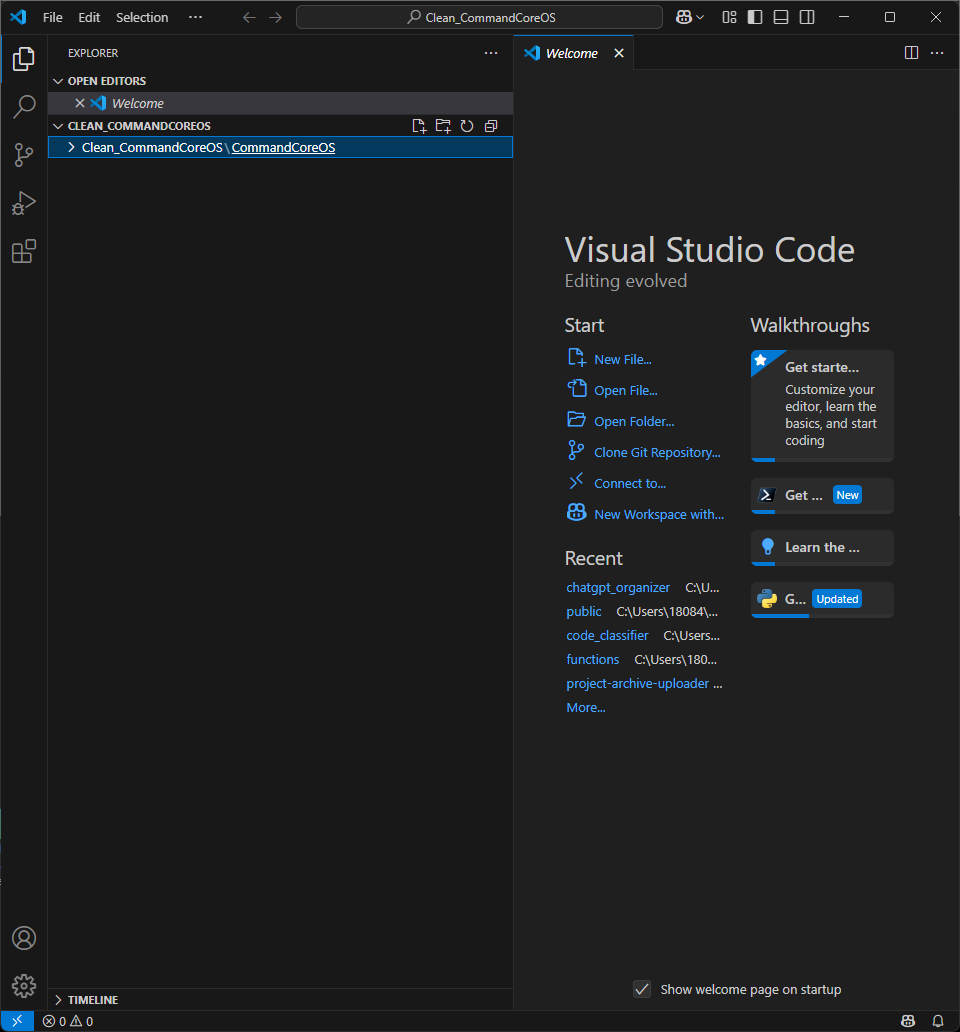 File Edit Selection ···
Clean_CommandCoreOS
EXPLORER
OPEN EDITORS
Welcome
CLEAN_COMMANDCOREOS
Clean_CommandCoreOS\CommandCoreOS
TIMELINE
Welcome
Visual Studio Code
Editing evolved
Start
New File...
Open File...
Open Folder...
Clone Git Repository...
Connect to...
New Workspace with...
Recent
chatgpt_organizer C:\U...
public C:\Users\18084\...
code_classifier C:\Users...
functions C:\Users\180...
project-archive-uploader ...
More...
Walkthroughs
Get starte...
Customize your
editor, learn the
basics, and start
coding
Get ... New
Learn the ...
G... Updated
Show welcome page on startup
0 0